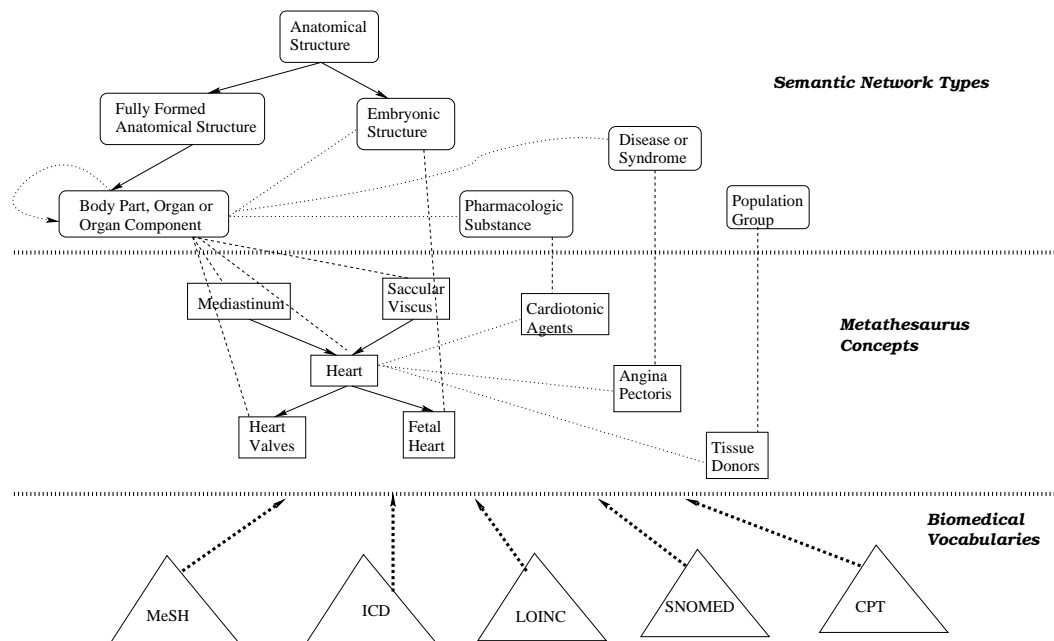 Anatomical
Structure
Semantic Network Types
Fully Formed
Anatomical Structure
Embryonic
Structure
Disease or
Syndrome
Body Part, Organ or
Organ Component
Pharmacologic
Substance
Population
Group
Mediastinum
Saccular
Viscus
Cardiotonic
Agents
Metathesaurus
Concepts
Heart
Angina
Pectoris
Heart
Valves
Fetal
Heart
Tissue
Donors
Biomedical
Vocabularies
MeSH
ICD
LOINC
SNOMED
CPT